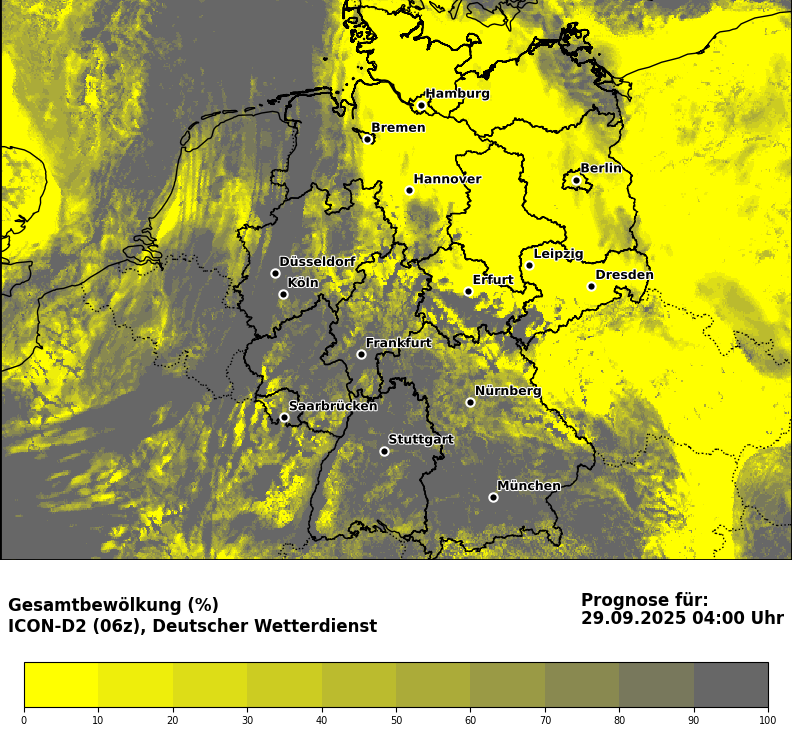 Hamburg
Bremen
Berlin
Hannover
Leipzig
Düsseldorf
Dresden
Köln
Erfurt
Frankfurt
Nürnberg
Saarbrücken
Stuttgart
München
Gesamtbewölkung (%)
ICON-D2 (06z), Deutscher Wetterdienst
Prognose für:
29.09.2025 04:00 Uhr
0 10 20 30 40 50 60 70 80 90 100